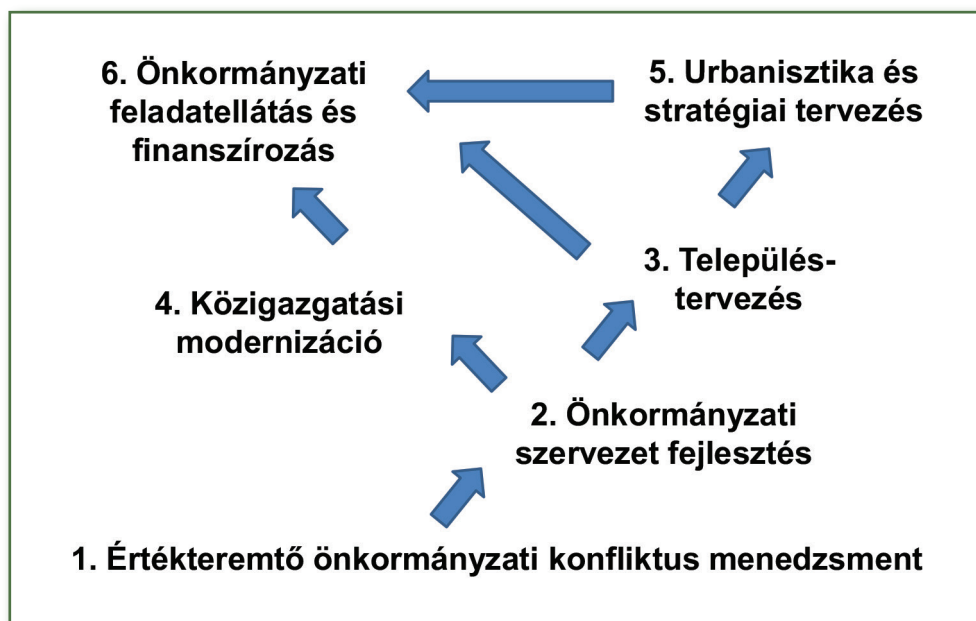 6. Önkormányzati
feladatellátás és
finanszírozás
5. Urbanisztika és
stratégiai tervezés
3. Település-
tervezés
4. Közigazgatási
modernizáció
2. Önkormányzati
szervezet fejlesztés
1. Értékteremtő önkormányzati konfliktus menedzsment